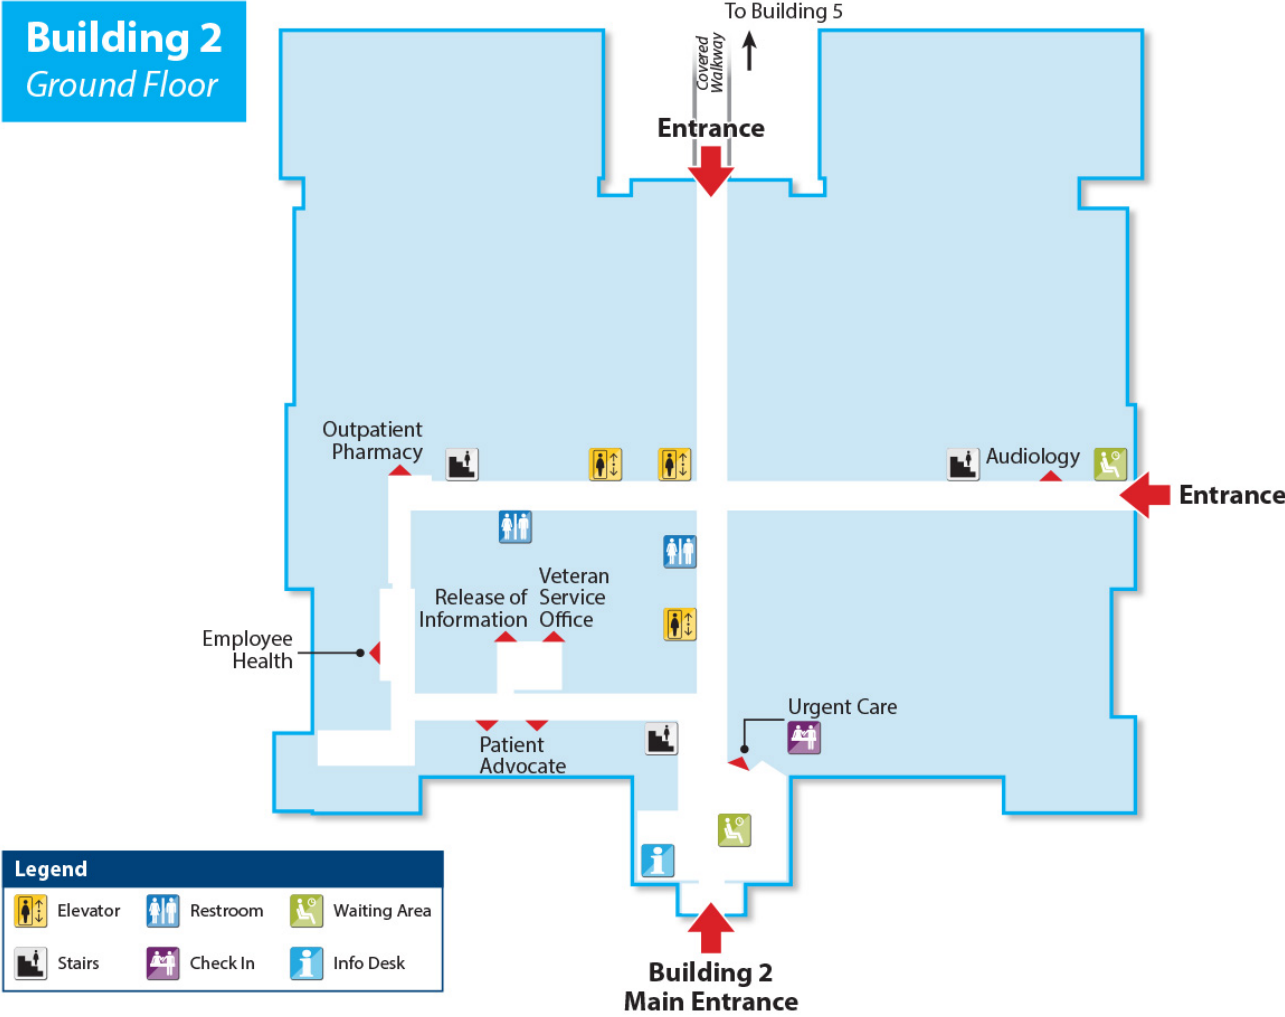 Building 2
Ground Floor
To Building 5
Covered
Walkway
Entrance
Outpatient
Pharmacy
Audiology
Entrance
Veteran
Service
Office
Release of
Information
Employee
Health
Urgent Care
Patient
Advocate
Legend
Elevator
Restroom
Waiting Area
Stairs
Check In
Info Desk
Building 2
Main Entrance